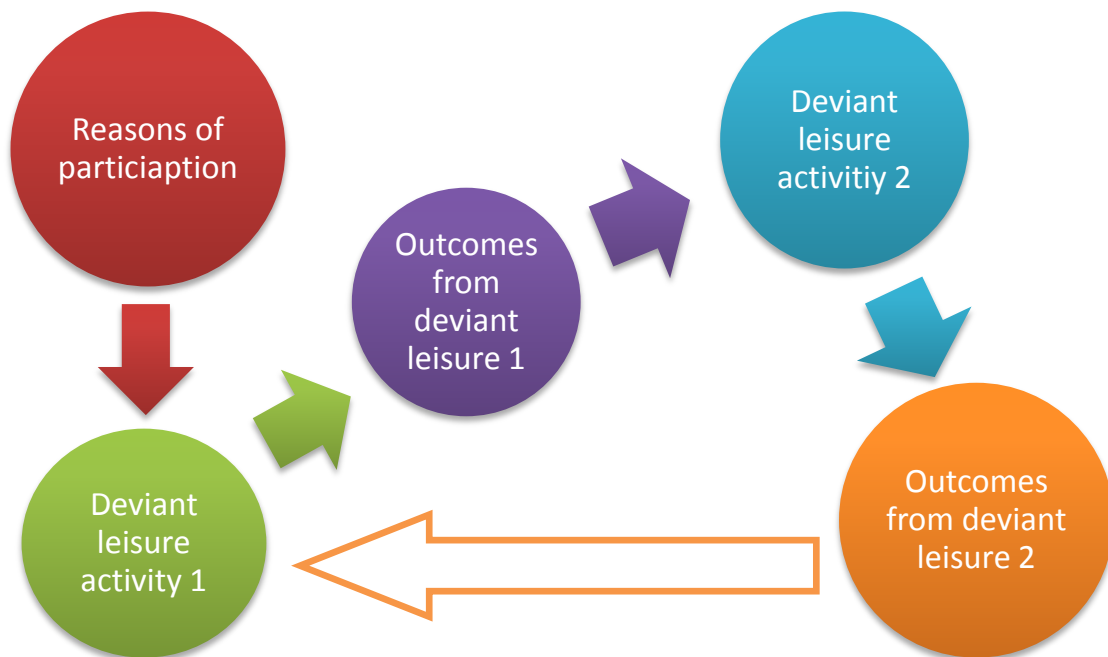 Reasons of
particiaption
Deviant
leisure
activity 1
Outcomes
from
deviant
leisure 1
Deviant
leisure
activitiy 2
Outcomes
from deviant
leisure 2